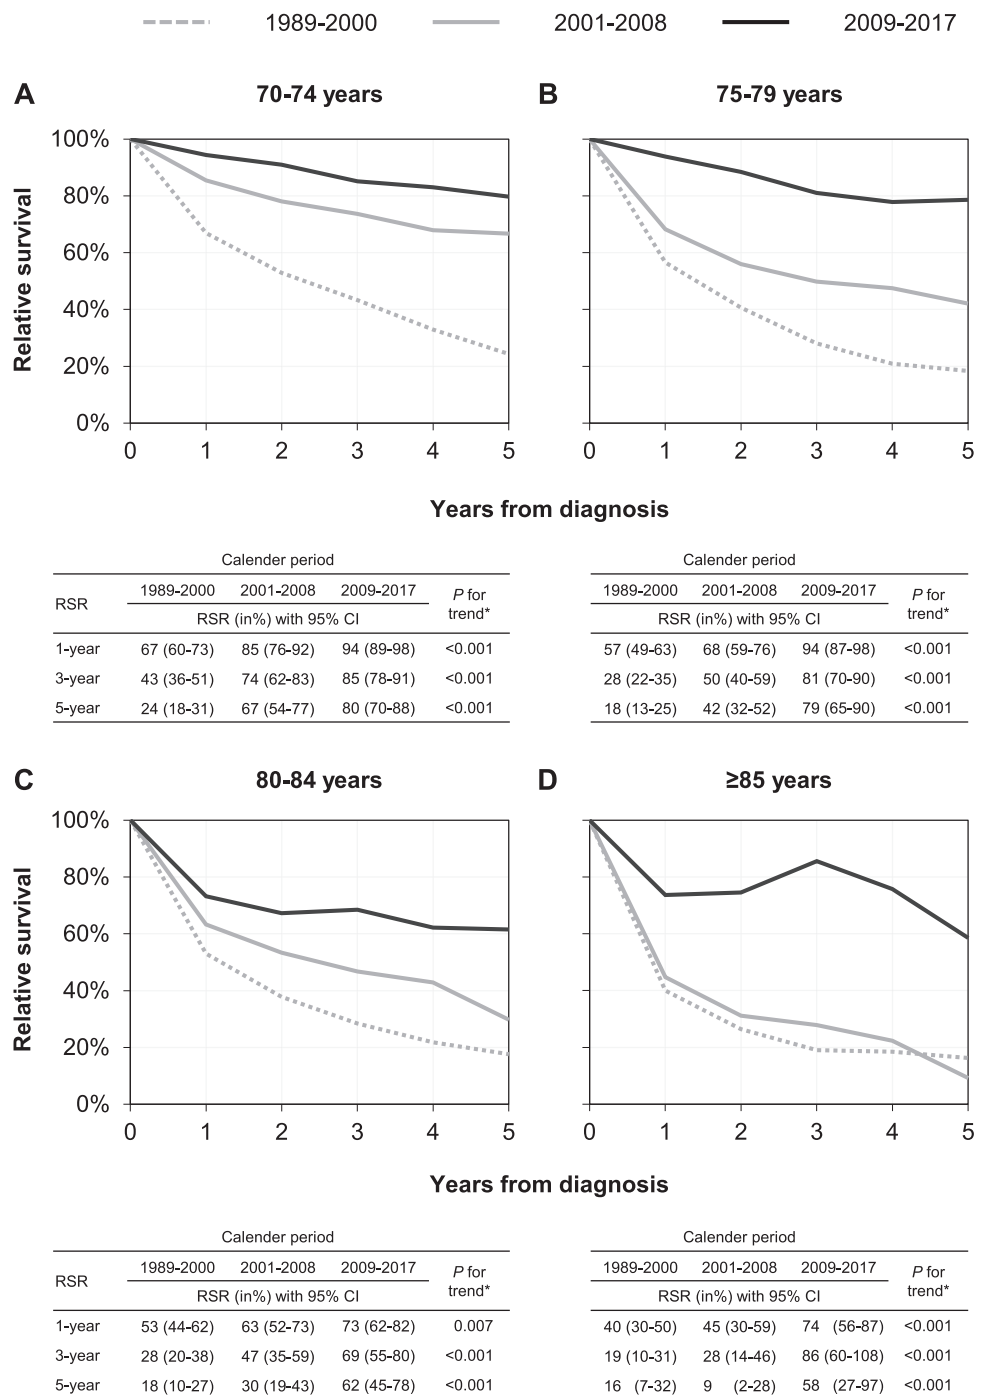 1989-2000 2001-2008 2009-2017
A 70-74 years
B 75-79 years
Relative survival
100%
80%
60%
40%
20%
0%
0 1 2 3 4 5
0 1 2 3 4 5
Years from diagnosis
Calender period
RSR 1989-2000 2001-2008 2009-2017 P for trend*
RSR (in%) with 95% CI
1-year 67 (60-73) 85 (76-92) 94 (89-98) <0.001
3-year 43 (36-51) 74 (62-83) 85 (78-91) <0.001
5-year 24 (18-31) 67 (54-77) 80 (70-88) <0.001
Calender period
1989-2000 2001-2008 2009-2017 P for trend*
RSR (in%) with 95% CI
57 (49-63) 68 (59-76) 94 (87-98) <0.001
28 (22-35) 50 (40-59) 81 (70-90) <0.001
18 (13-25) 42 (32-52) 79 (65-90) <0.001
C 80-84 years
D ≥85 years
Relative survival
100%
80%
60%
40%
20%
0%
0 1 2 3 4 5
0 1 2 3 4 5
Years from diagnosis
Calender period
RSR 1989-2000 2001-2008 2009-2017 P for trend*
RSR (in%) with 95% CI
1-year 53 (44-62) 63 (52-73) 73 (62-82) 0.007
3-year 28 (20-38) 47 (35-59) 69 (55-80) <0.001
5-year 18 (10-27) 30 (19-43) 62 (45-78) <0.001
Calender period
1989-2000 2001-2008 2009-2017 P for trend*
RSR (in%) with 95% CI
40 (30-50) 45 (30-59) 74 (56-87) <0.001
19 (10-31) 28 (14-46) 86 (60-108) <0.001
16 (7-32) 9 (2-28) 58 (27-97) <0.001